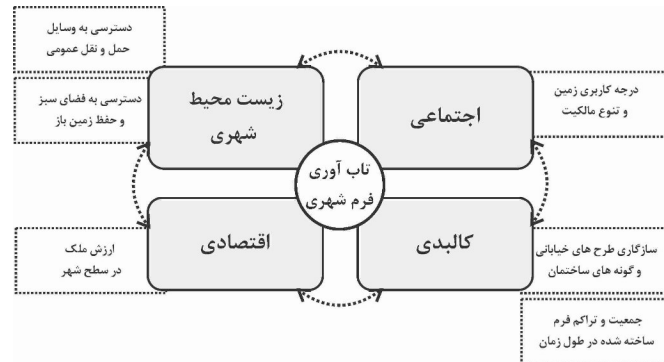 دسترسی به وسایل
حمل و نقل عمومی
دسترسی به فضای سبز
و حفظ زمین باز
زیست محیط
شهری
اجتماعی
درجه کاربری زمین
و تنوع مالکیت
تاب آوری
فرم شهری
ارزش ملک
در سطح شهر
اقتصادی
کالبدی
سازگاری طرح های خیابانی
و گونه های ساختمان
جمعیت و تراکم فرم
ساخته شده در طول زمان